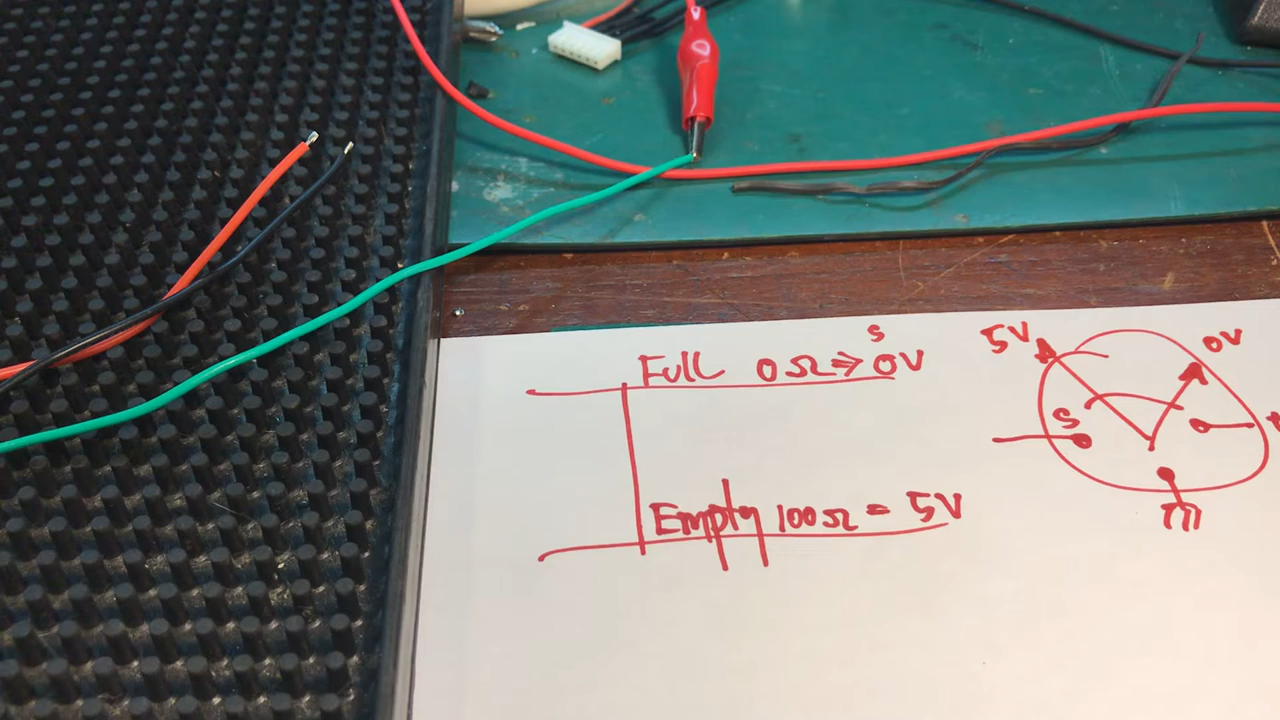 S
Full 0Ω ⇒ 0V
Empty 100Ω = 5V
5V
0V
S